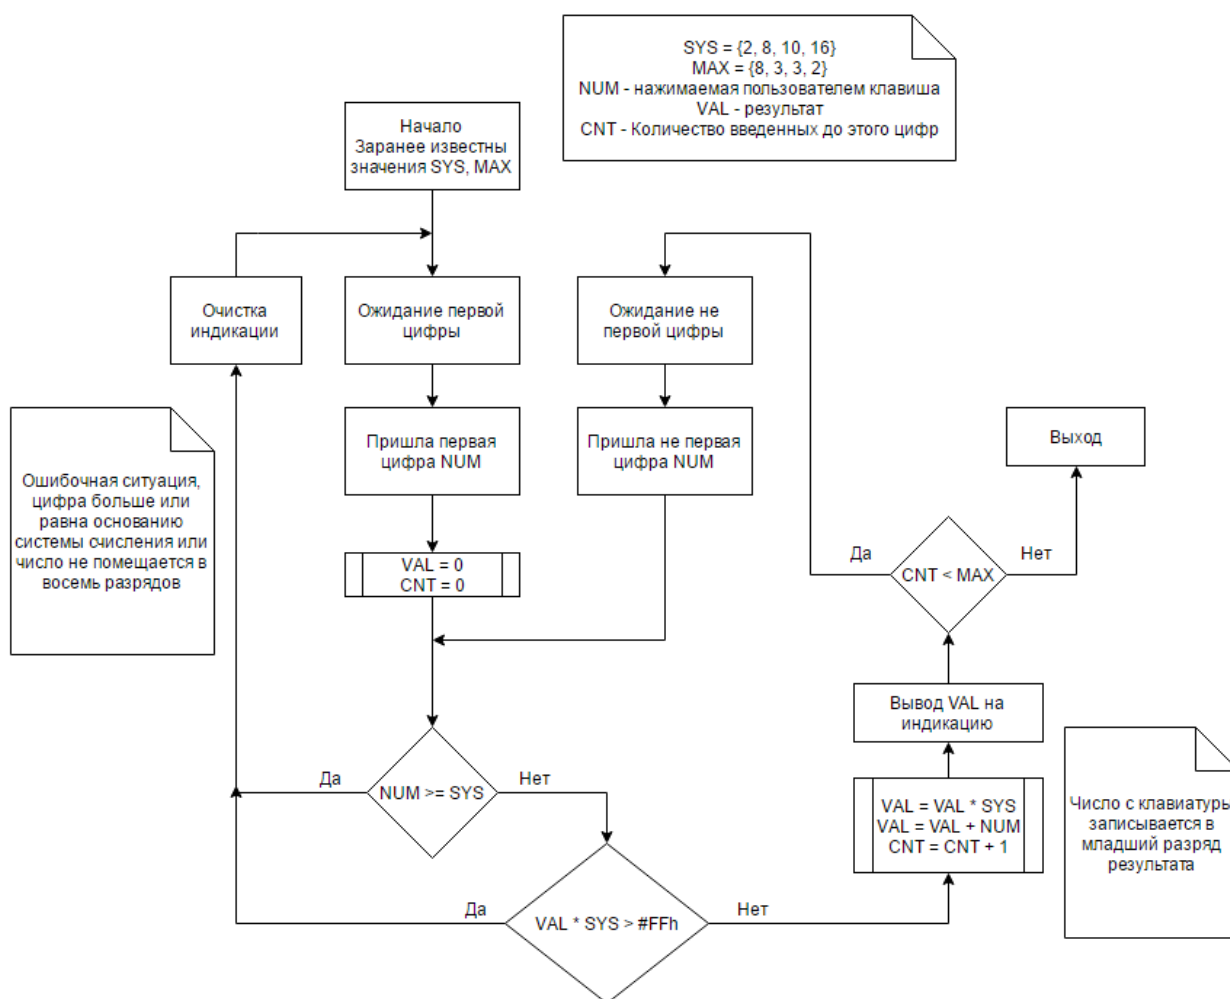 SYS = {2, 8, 10, 16}
MAX = {8, 3, 3, 2}
NUM - нажимаемая пользователем клавиша
VAL - результат
CNT - Количество введенных до этого цифр
Начало
Заранее известны
значения SYS, MAX
Очистка
индикации
Ожидание первой
цифры
Ожидание не
первой цифры
Ошибочная ситуация,
цифра больше или
равна основанию
системы счисления или
число не помещается в
восемь разрядов
Пришла первая
цифра NUM
Пришла не первая
цифра NUM
Выход
VAL = 0
CNT = 0
Да
CNT < MAX
Нет
Вывод VAL на
индикацию
Да
NUM >= SYS
Нет
VAL = VAL * SYS
VAL = VAL + NUM
CNT = CNT + 1
Число с клавиатуры
записывается в
младший разряд
результата
Да
VAL * SYS > #FFh
Нет